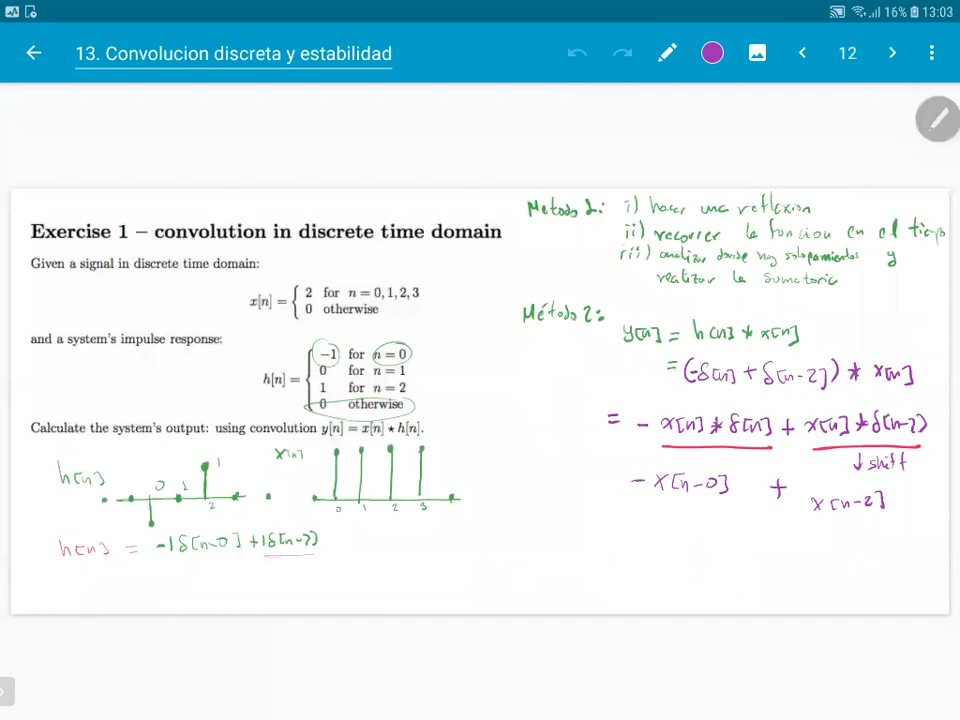 16% 13:03
13. Convolucion discreta y estabilidad
12
Exercise 1 – convolution in discrete time domain
Given a signal in discrete time domain:
x[n] = { 2 for n = 0, 1, 2, 3
0 otherwise
and a system's impulse response:
h[n] = { −1 for n = 0
0 for n = 1
1 for n = 2
0 otherwise
Calculate the system's output: using convolution y[n] = x[n] ⋆ h[n].
h[n]
0 1 2
1
x[n]
0 1 2 3
h[n] = -1δ[n-0] + 1δ[n-2]
Metodo 1: i) hacer una reflexion
ii) recorrer la funcion en el tiempo
iii) analizar donde hay solapamientos y
realizar la sumatoria
Método 2:
y[n] = h[n] * x[n]
= (-δ[n] + δ[n-2]) * x[n]
= - x[n] * δ[n] + x[n] * δ[n-2]
↓ shift
- x[n-0] + x[n-2]